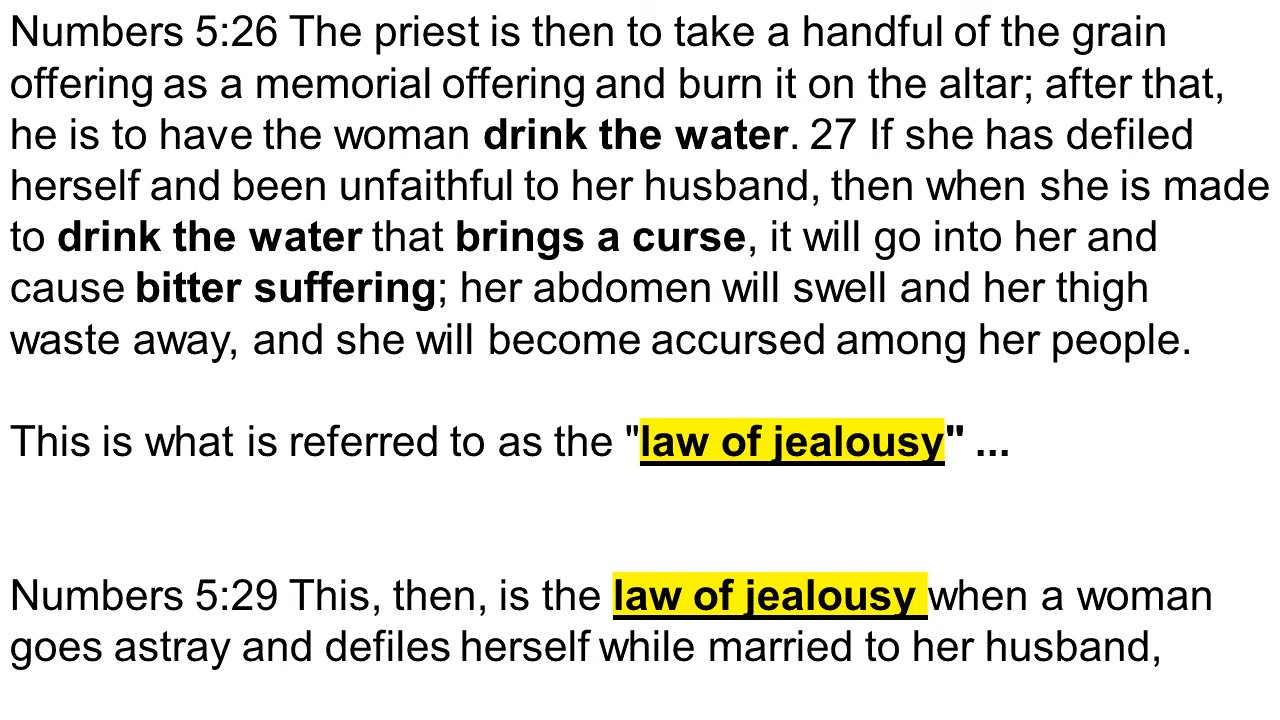 Numbers 5:26 The priest is then to take a handful of the grain
offering as a memorial offering and burn it on the altar; after that,
he is to have the woman drink the water. 27 If she has defiled
herself and been unfaithful to her husband, then when she is made
to drink the water that brings a curse, it will go into her and
cause bitter suffering; her abdomen will swell and her thigh
waste away, and she will become accursed among her people.
This is what is referred to as the "law of jealousy" ...
Numbers 5:29 This, then, is the law of jealousy when a woman
goes astray and defiles herself while married to her husband,